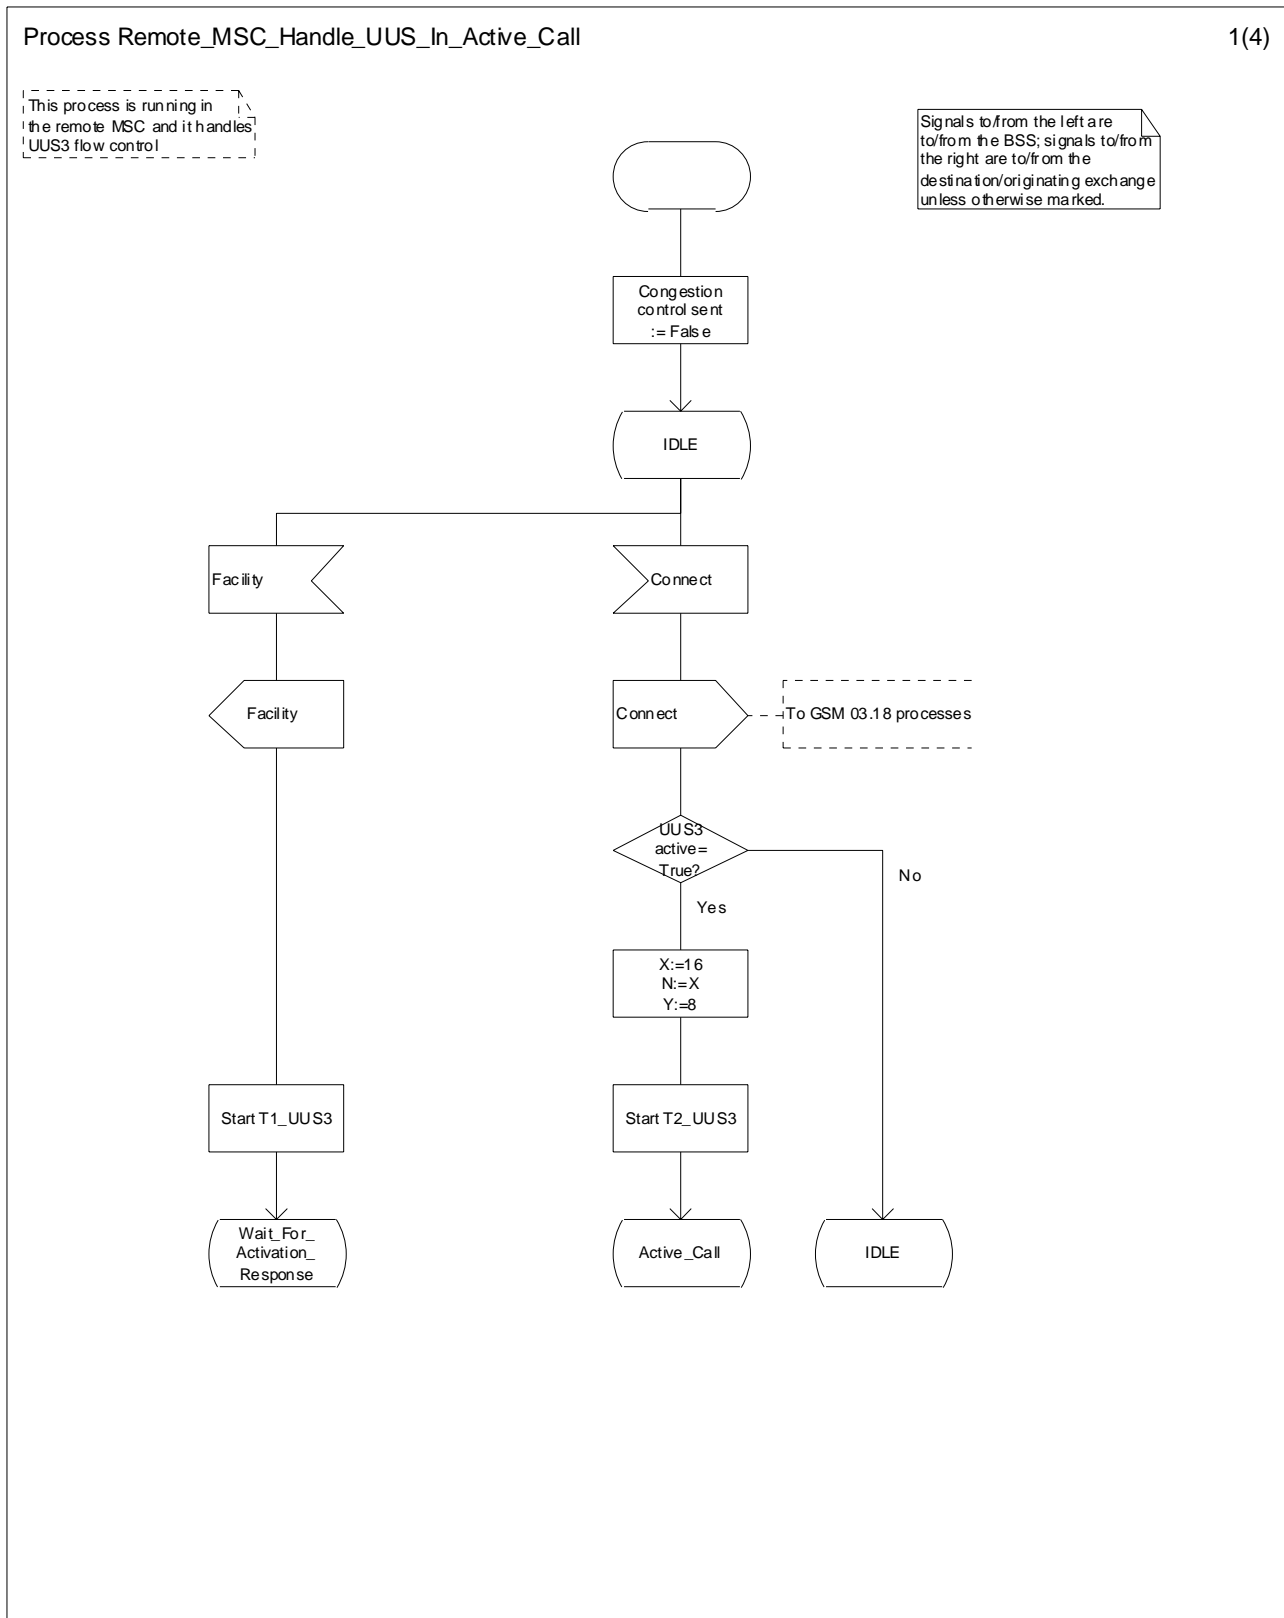 Process Remote_MSC_Handle_UUS_In_Active_Call
1(4)
This process is running in
the remote MSC and it handles
UUS3 flow control
Signals to/from the left are
to/from the BSS; signals to/from
the right are to/from the
destination/originating exchange
unless otherwise marked.
Congestion
control sent
:= False
IDLE
Facility
Connect
Facility
Connect
To GSM 03.18 processes
UUS3
active=
True?
No
Yes
X:=16
N:=X
Y:=8
Start T1_UUS3
Start T2_UUS3
Wait_For_
Activation_
Response
Active_Call
IDLE